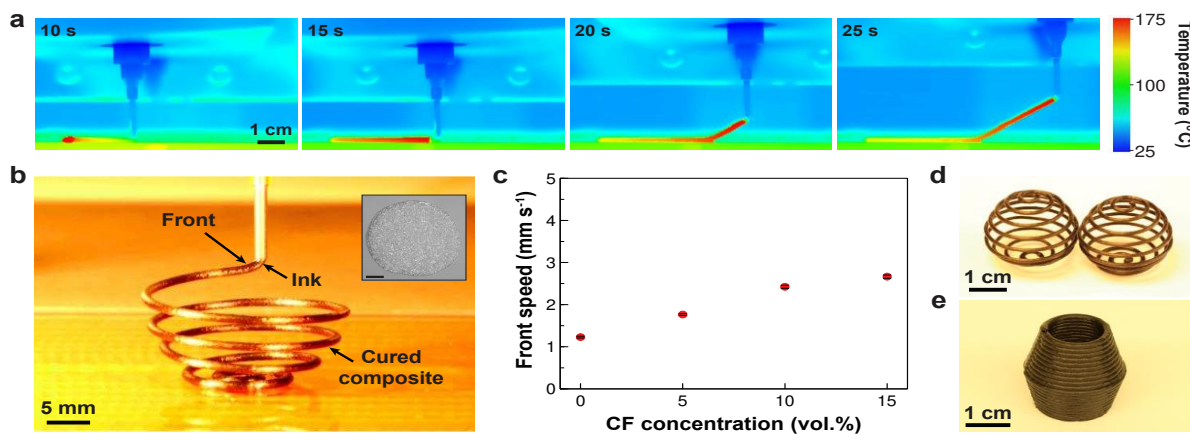 a
10 s
15 s
20 s
25 s
1 cm
175
100
25
Temperature (°C)
b
Front
Ink
Cured
composite
5 mm
c
5
4
3
2
1
0
Front speed (mm s⁻¹)
0 5 10 15
CF concentration (vol.%)
d
1 cm
e
1 cm